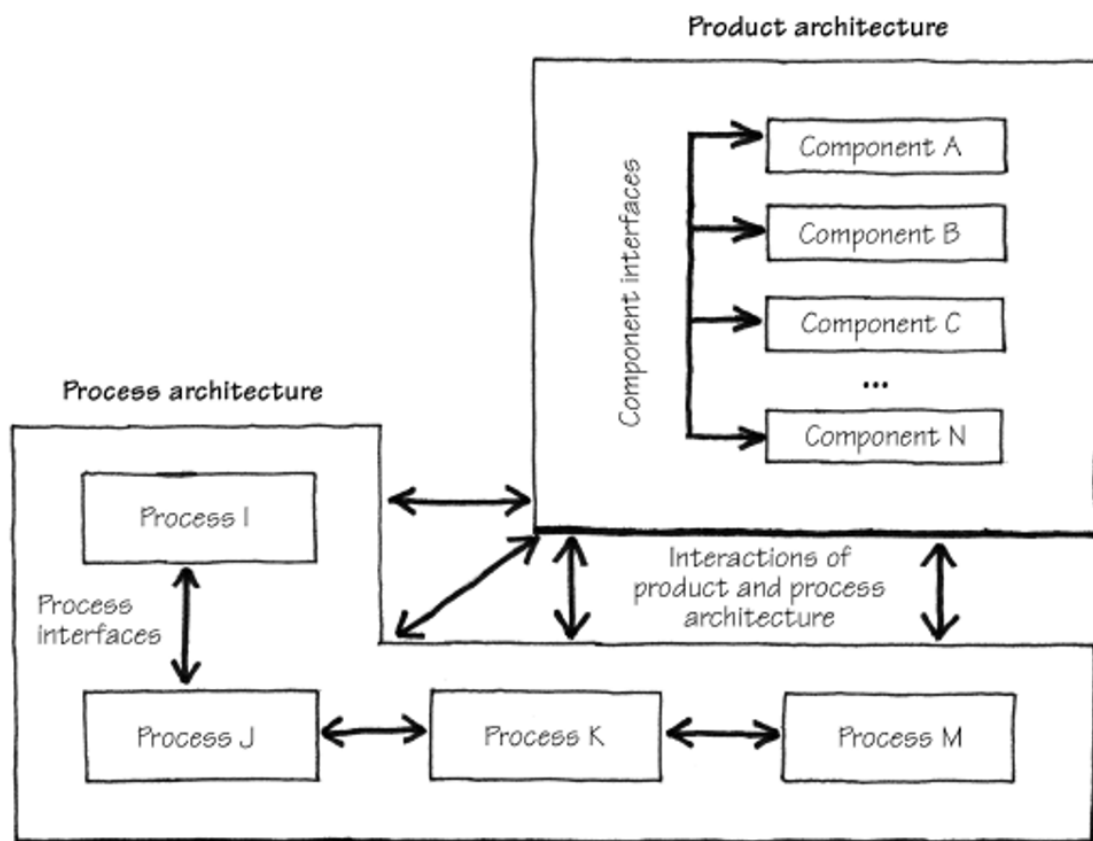 Product architecture
Component interfaces
Component A
Component B
Component C
...
Component N
Process architecture
Process I
Process
interfaces
Interactions of
product and process
architecture
Process J
Process K
Process M